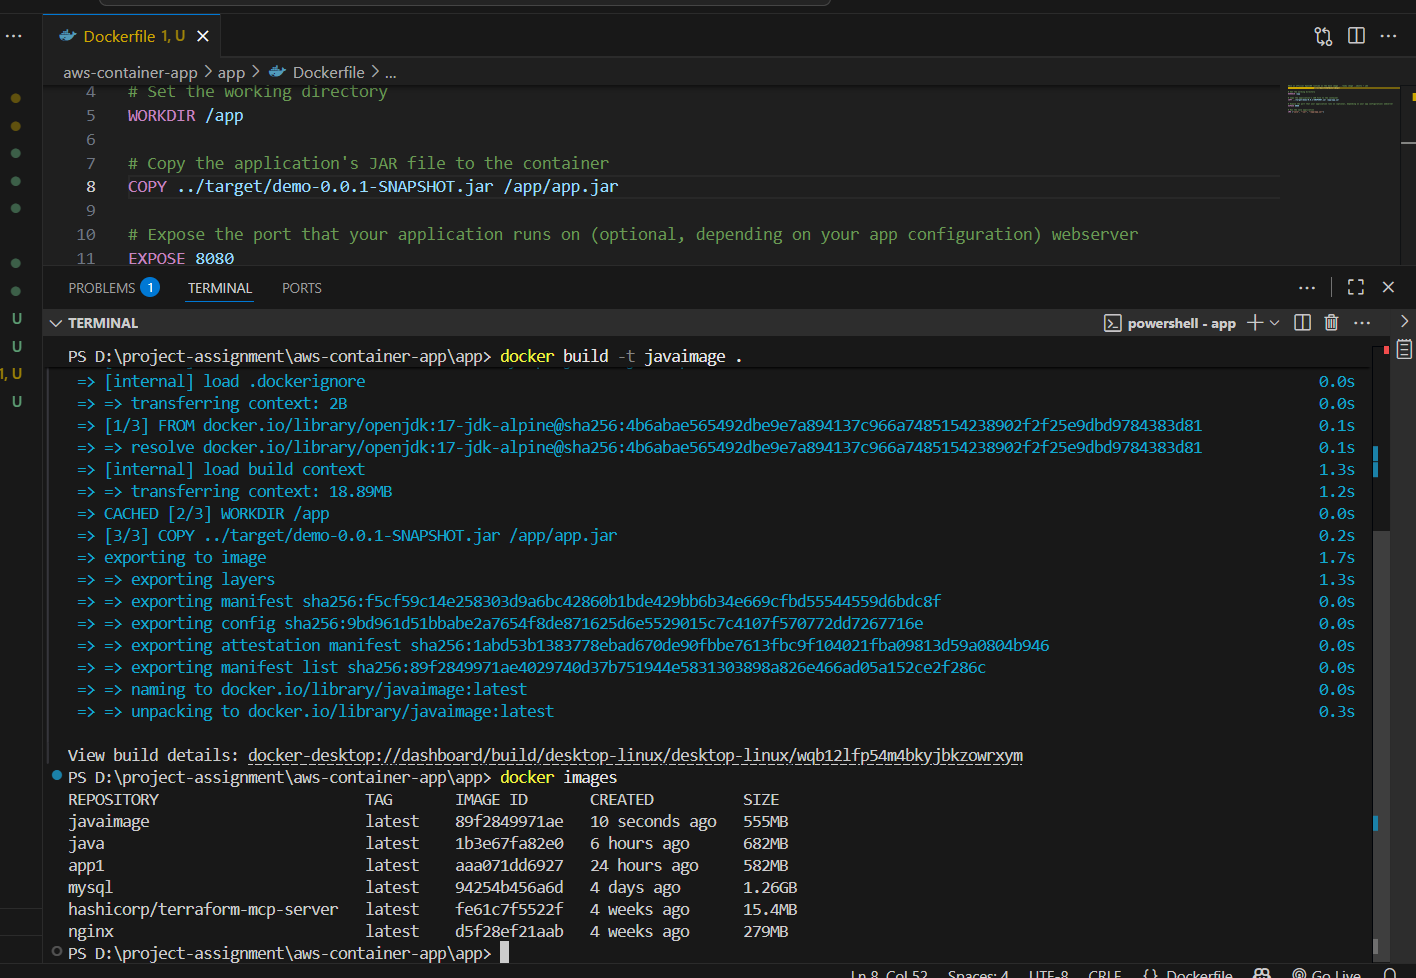 Dockerfile 1, U
aws-container-app > app > Dockerfile > ...
4 # Set the working directory
5 WORKDIR /app
6
7 # Copy the application's JAR file to the container
8 COPY ../target/demo-0.0.1-SNAPSHOT.jar /app/app.jar
9
10 # Expose the port that your application runs on (optional, depending on your app configuration) webserver
11 EXPOSE 8080
U
U
1, U
U
PROBLEMS 1 TERMINAL PORTS
TERMINAL powershell - app
PS D:\project-assignment\aws-container-app\app> docker build -t javaimage .
=> [internal] load .dockerignore 0.0s
=> => transferring context: 2B 0.0s
=> [1/3] FROM docker.io/library/openjdk:17-jdk-alpine@sha256:4b6abae565492dbe9e7a894137c966a7485154238902f2f25e9dbd9784383d81 0.1s
=> => resolve docker.io/library/openjdk:17-jdk-alpine@sha256:4b6abae565492dbe9e7a894137c966a7485154238902f2f25e9dbd9784383d81 0.1s
=> [internal] load build context 1.3s
=> => transferring context: 18.89MB 1.2s
=> CACHED [2/3] WORKDIR /app 0.0s
=> [3/3] COPY ../target/demo-0.0.1-SNAPSHOT.jar /app/app.jar 0.2s
=> exporting to image 1.7s
=> => exporting layers 1.3s
=> => exporting manifest sha256:f5cf59c14e258303d9a6bc42860b1bde429bb6b34e669cfbd55544559d6bdc8f 0.0s
=> => exporting config sha256:9bd961d51bbabe2a7654f8de871625d6e5529015c7c4107f570772dd7267716e 0.0s
=> => exporting attestation manifest sha256:1abd53b1383778ebad670de90fbbe7613fbc9f104021fba09813d59a0804b946 0.0s
=> => exporting manifest list sha256:89f2849971ae4029740d37b751944e5831303898a826e466ad05a152ce2f286c 0.0s
=> => naming to docker.io/library/javaimage:latest 0.0s
=> => unpacking to docker.io/library/javaimage:latest 0.3s
View build details: docker-desktop://dashboard/build/desktop-linux/desktop-linux/wqb12lfp54m4bkyjbkzowrxym
PS D:\project-assignment\aws-container-app\app> docker images
REPOSITORY TAG IMAGE ID CREATED SIZE
javaimage latest 89f2849971ae 10 seconds ago 555MB
java latest 1b3e67fa82e0 6 hours ago 682MB
app1 latest aaa071dd6927 24 hours ago 582MB
mysql latest 94254b456a6d 4 days ago 1.26GB
hashicorp/terraform-mcp-server latest fe61c7f5522f 4 weeks ago 15.4MB
nginx latest d5f28ef21aab 4 weeks ago 279MB
PS D:\project-assignment\aws-container-app\app>
Ln 8, Col 52 Spaces: 4 UTF-8 CRLF {} Dockerfile Go Live